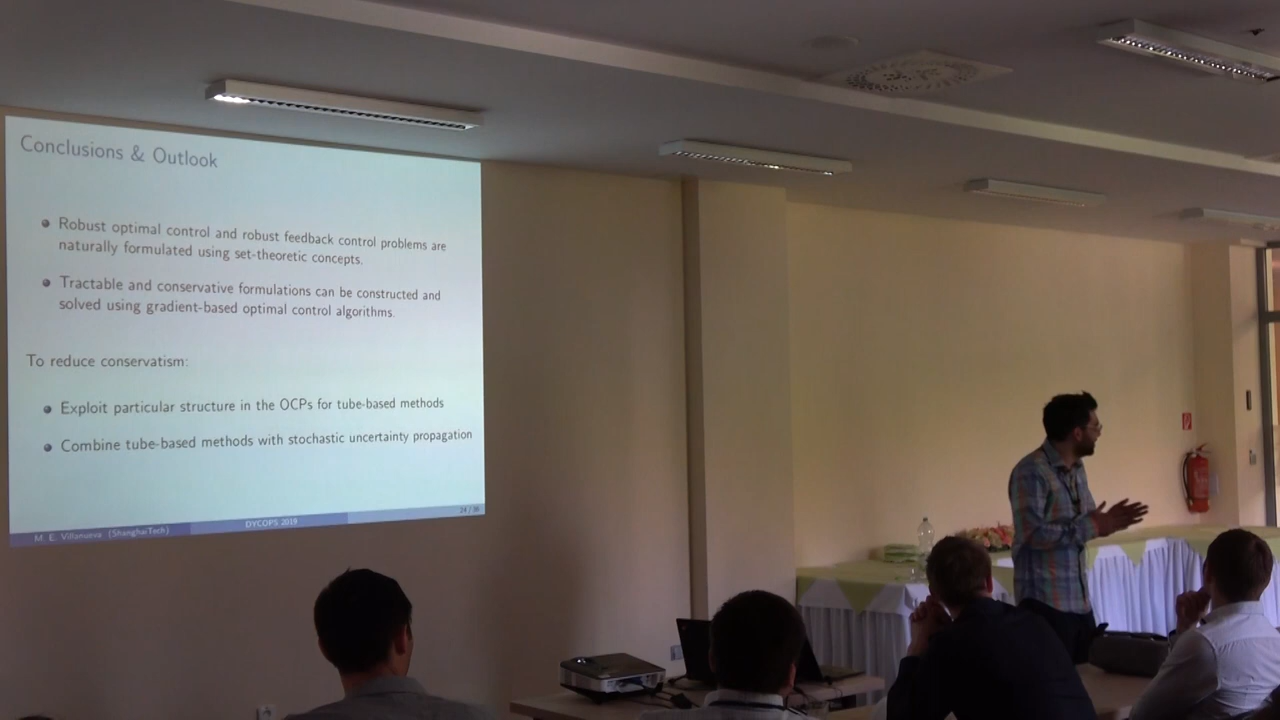 Conclusions & Outlook
Robust optimal control and robust feedback control problems are
naturally formulated using set-theoretic concepts.
Tractable and conservative formulations can be constructed and
solved using gradient-based optimal control algorithms.
To reduce conservatism:
Exploit particular structure in the OCPs for tube-based methods
Combine tube-based methods with stochastic uncertainty propagation
M. E. Villanueva (ShanghaiTech)
DYCOPS 2019